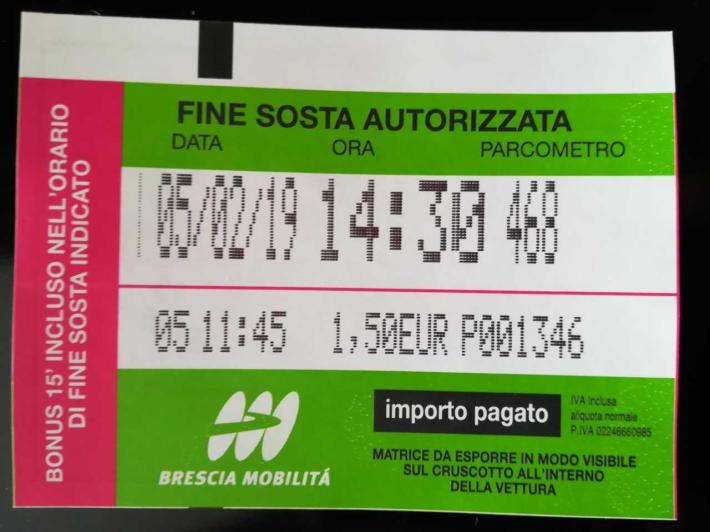 BONUS 15' INCLUSO NELL'ORARIO
DI FINE SOSTA INDICATO
FINE SOSTA AUTORIZZATA
DATA ORA PARCOMETRO
05/02/19 14:30 468
05 11:45 1,50EUR P001346
BRESCIA MOBILITÁ
importo pagato
IVA Inclusa
aliquota normale
P.IVA 02246660985
MATRICE DA ESPORRE IN MODO VISIBILE
SUL CRUSCOTTO ALL'INTERNO
DELLA VETTURA